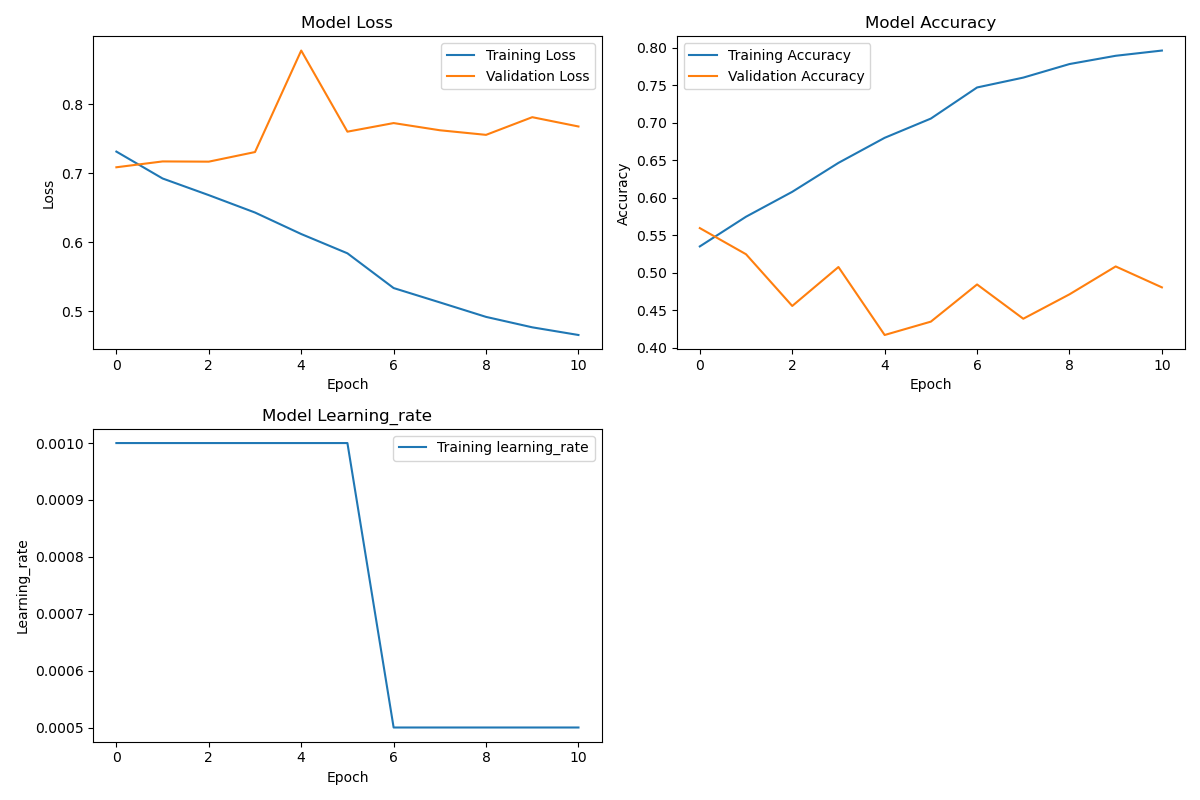 Model Loss
Training Loss
Validation Loss
0.8
0.7
0.6
0.5
Loss
0 2 4 6 8 10
Epoch
Model Accuracy
Training Accuracy
Validation Accuracy
0.80
0.75
0.70
0.65
0.60
0.55
0.50
0.45
0.40
Accuracy
0 2 4 6 8 10
Epoch
Model Learning_rate
Training learning_rate
0.0010
0.0009
0.0008
0.0007
0.0006
0.0005
Learning_rate
0 2 4 6 8 10
Epoch